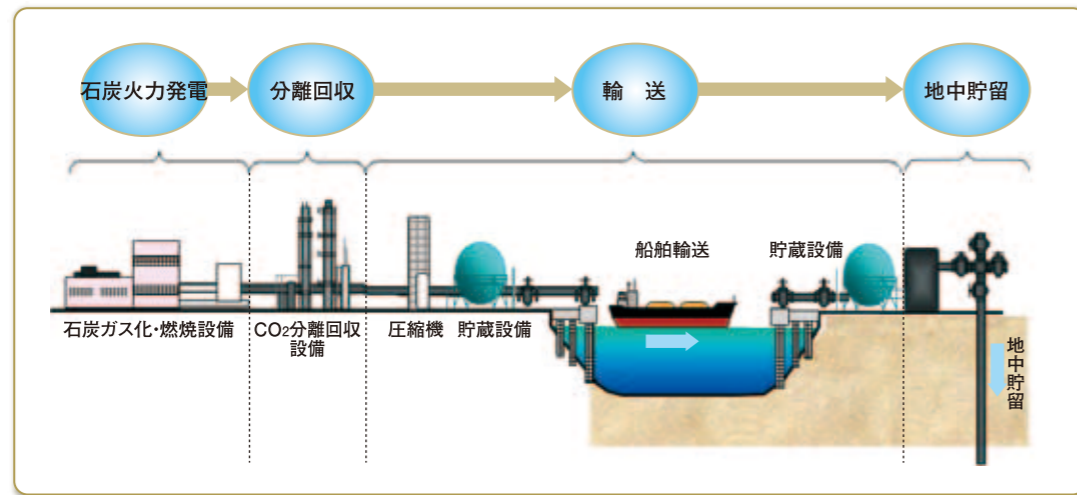 石炭火力発電
分離回収
輸　送
地中貯留
船舶輸送
貯蔵設備
石炭ガス化・燃焼設備
CO2分離回収
設備
圧縮機
貯蔵設備
地中貯留